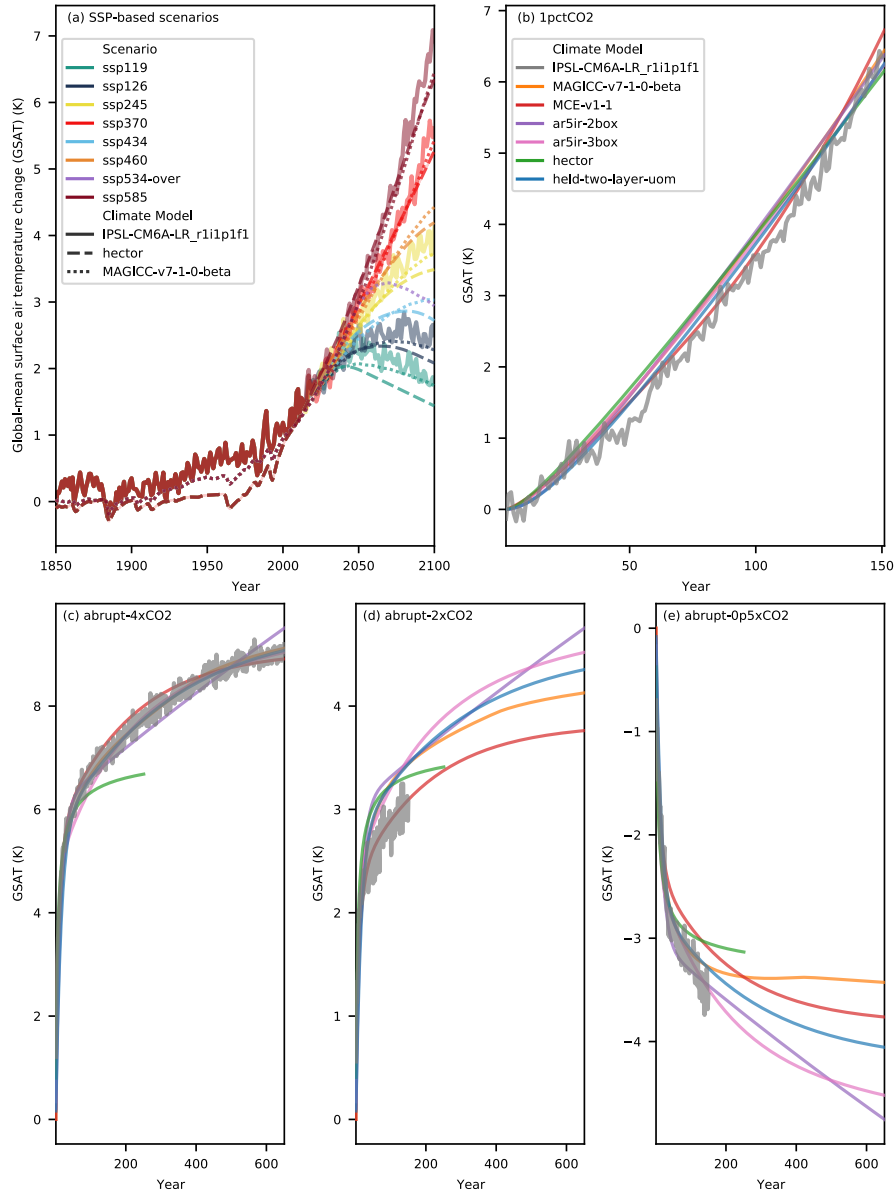 (a) SSP-based scenarios
Global-mean surface air temperature change (GSAT) (K)
7
6
5
4
3
2
1
0
Scenario
ssp119
ssp126
ssp245
ssp370
ssp434
ssp460
ssp534-over
ssp585
Climate Model
IPSL-CM6A-LR_r1i1p1f1
hector
MAGICC-v7-1-0-beta
1850 1900 1950 2000 2050 2100
Year
(b) 1pctCO2
GSAT (K)
7
6
5
4
3
2
1
0
Climate Model
IPSL-CM6A-LR_r1i1p1f1
MAGICC-v7-1-0-beta
MCE-v1-1
ar5ir-2box
ar5ir-3box
hector
held-two-layer-uom
50 100 150
Year
(c) abrupt-4xCO2
GSAT (K)
8
6
4
2
0
200 400 600
Year
(d) abrupt-2xCO2
GSAT (K)
4
3
2
1
0
200 400 600
Year
(e) abrupt-0p5xCO2
GSAT (K)
0
−1
−2
−3
−4
200 400 600
Year